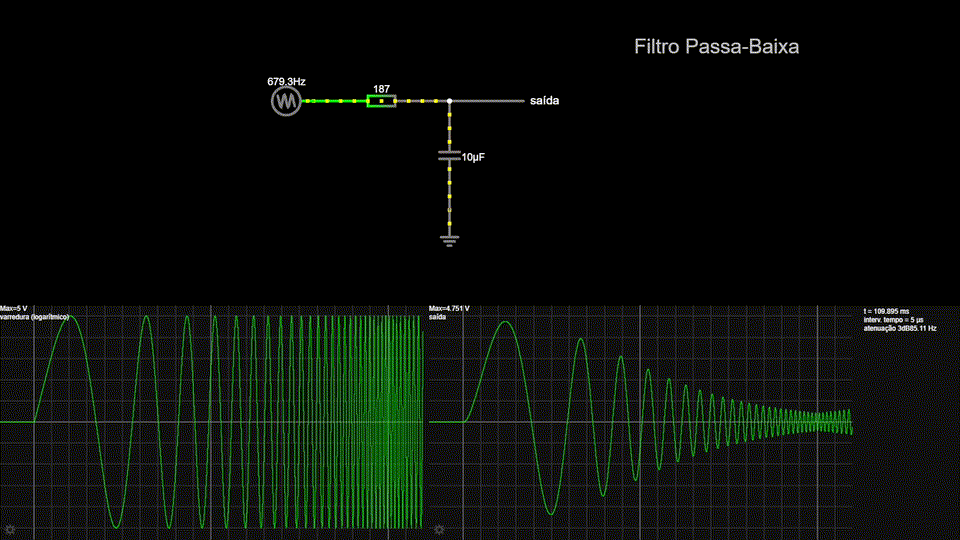 Filtro Passa-Baixa
679.3Hz
187
saída
10µF
Max=5 V
varredura (logarítmico)
Max=4.751 V
saída
t = 109.895 ms
interv. tempo = 5 µs
atenuação 3dB85.11 Hz